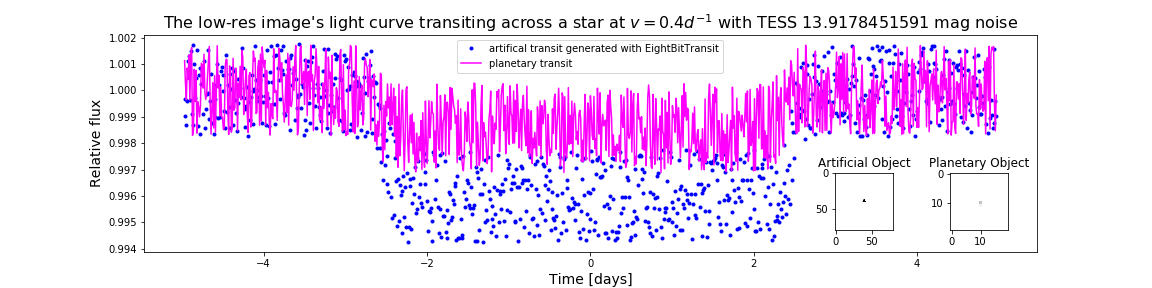 The low-res image's light curve transiting across a star at v = 0.4d⁻¹ with TESS 13.9178451591 mag noise
artifical transit generated with EightBitTransit
planetary transit
Relative flux
1.002
1.001
1.000
0.999
0.998
0.997
0.996
0.995
0.994
Artificial Object
0
50
0 50
Planetary Object
0
10
0 10
−4 −2 0 2 4
Time [days]